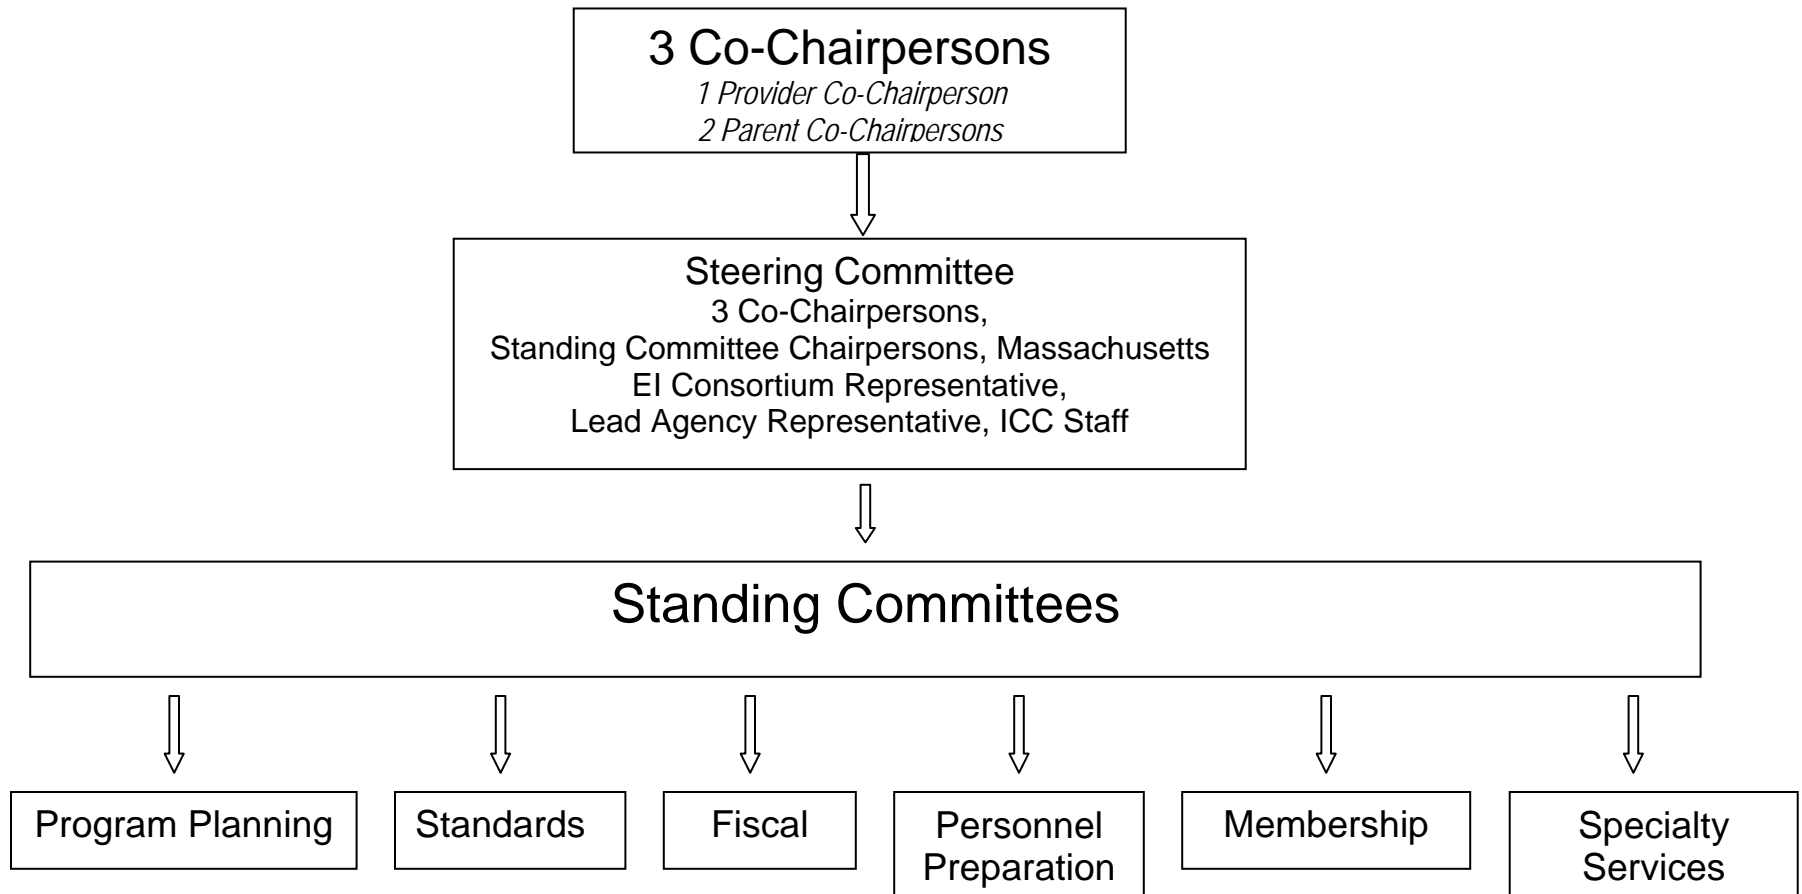 3 Co-Chairpersons
1 Provider Co-Chairperson
2 Parent Co-Chairpersons
Steering Committee
3 Co-Chairpersons,
Standing Committee Chairpersons, Massachusetts
EI Consortium Representative,
Lead Agency Representative, ICC Staff
Standing Committees
Program Planning
Standards
Fiscal
Personnel
Preparation
Membership
Specialty
Services